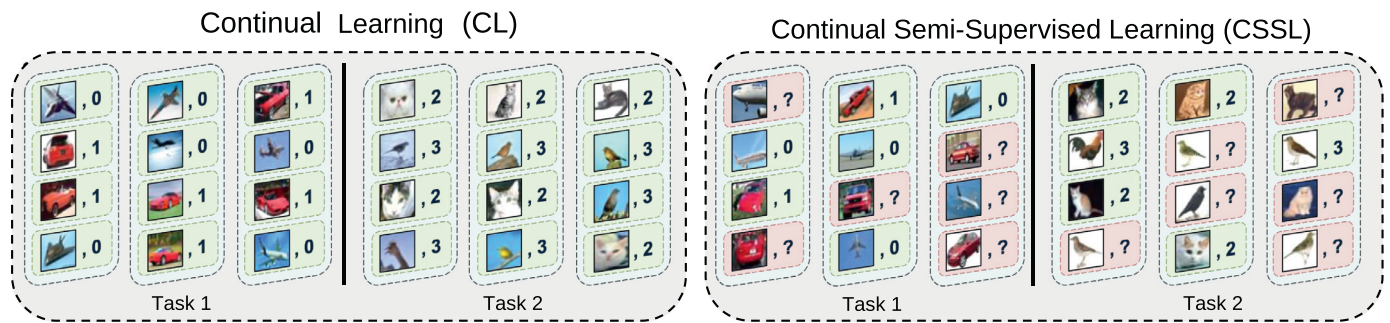 Continual Learning (CL)
Continual Semi-Supervised Learning (CSSL)
, 0 , 0 , 1 , 2 , 2 , 2
, 1 , 0 , 0 , 3 , 3 , 3
, 1 , 1 , 1 , 2 , 2 , 3
, 0 , 1 , 0 , 3 , 3 , 2
Task 1 Task 2
, ? , 1 , 0 , 2 , 2 , ?
, 0 , 0 , ? , 3 , ? , 3
, 1 , ? , ? , 2 , ? , ?
, ? , 0 , ? , ? , 2 , ?
Task 1 Task 2